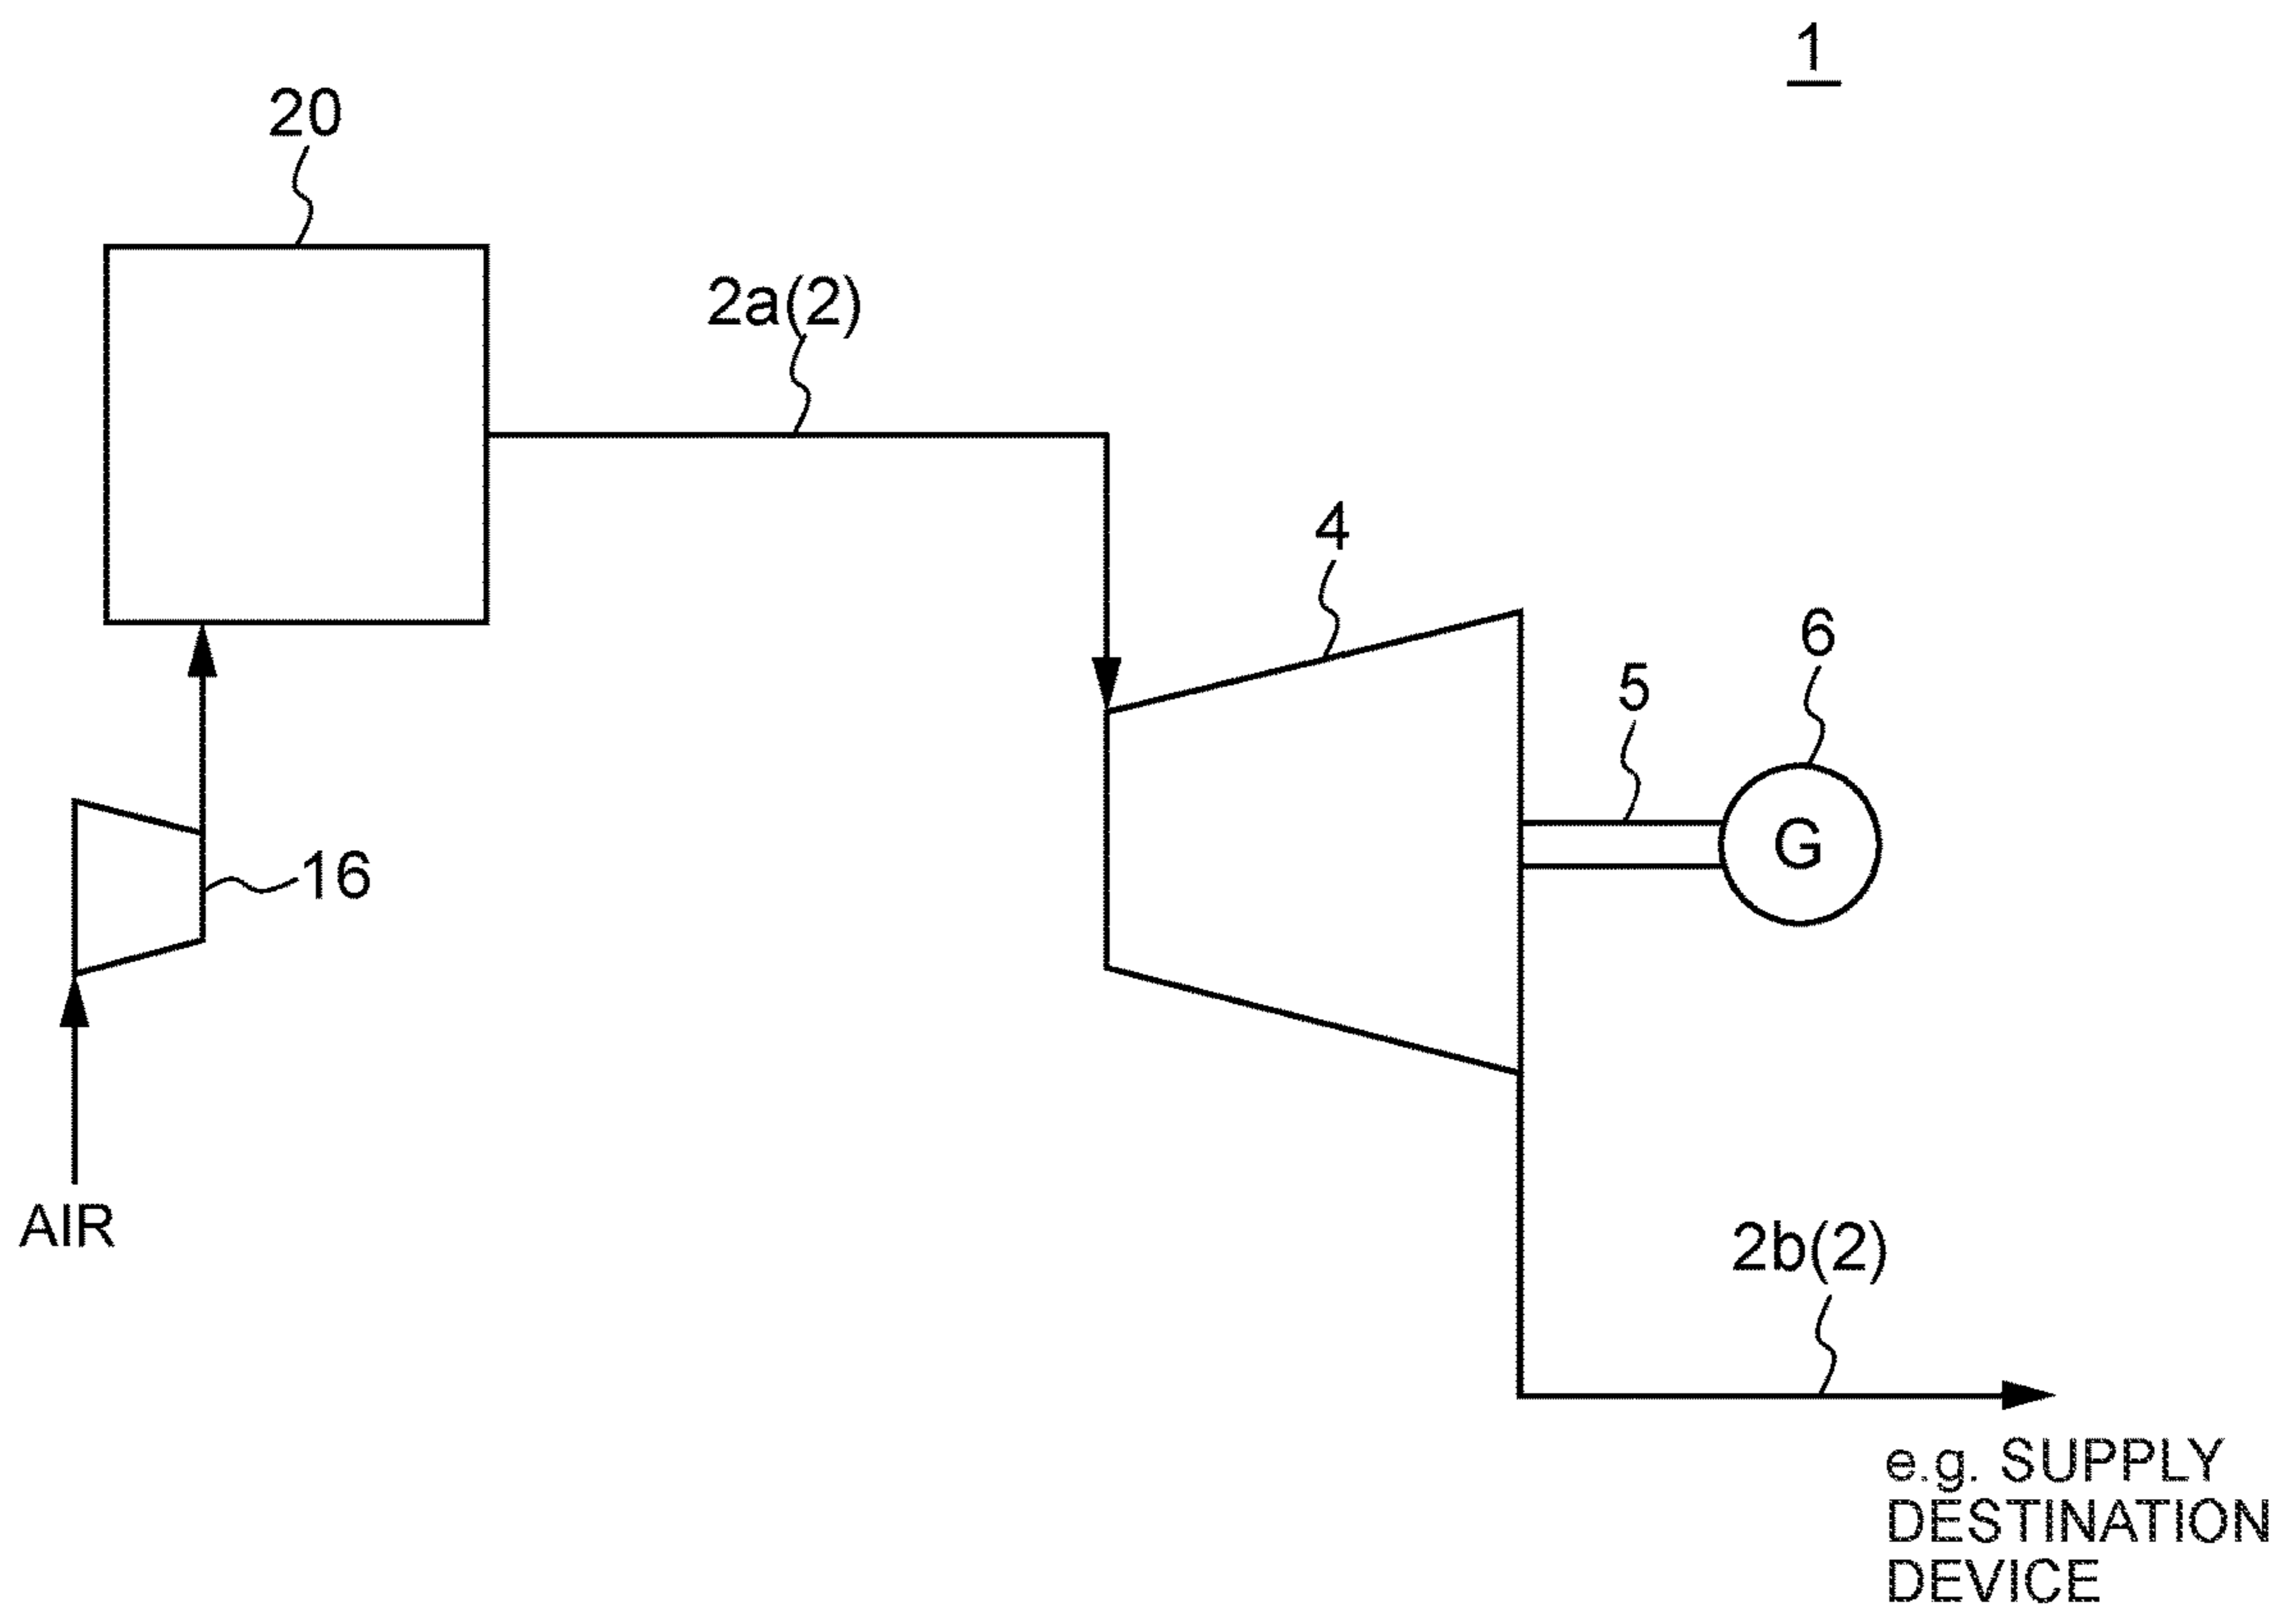 1
20
2a(2)
4
6
5
G
16
AIR
2b(2)
e.g. SUPPLY
DESTINATION
DEVICE